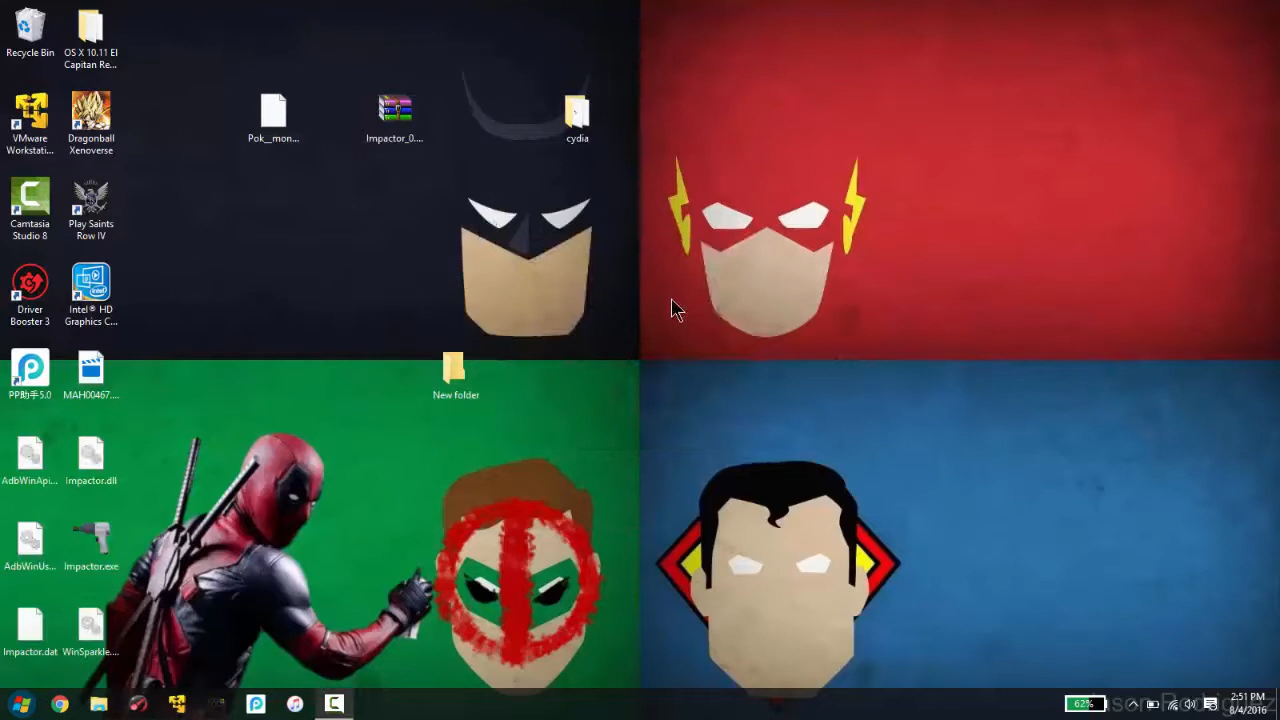 Recycle Bin
OS X 10.11 El Capitan Re...
VMware Workstati...
Dragonball Xenoverse
Pok__mon...
Impactor_0....
cydia
Camtasia Studio 8
Play Saints Row IV
Driver Booster 3
Intel® HD Graphics C...
PP助手5.0
MAH00467....
New folder
AdbWinApi...
Impactor.dll
AdbWinUs...
Impactor.exe
Impactor.dat
WinSparkle....
62%
2:51 PM
8/4/2016
Jason Rodriguez